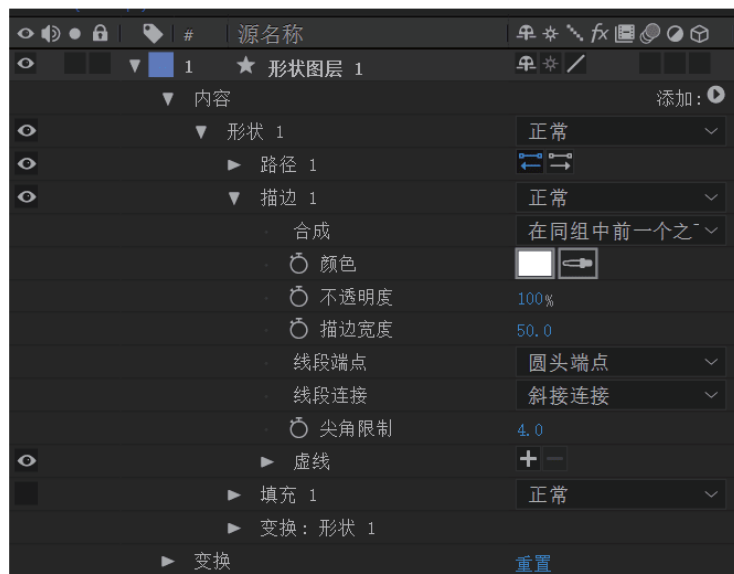 # 源名称 fx
1 形状图层 1
内容 添加:
形状 1 正常
路径 1
描边 1 正常
合成 在同组中前一个之
颜色
不透明度 100%
描边宽度 50.0
线段端点 圆头端点
线段连接 斜接连接
尖角限制 4.0
虚线
填充 1 正常
变换: 形状 1
变换 重置